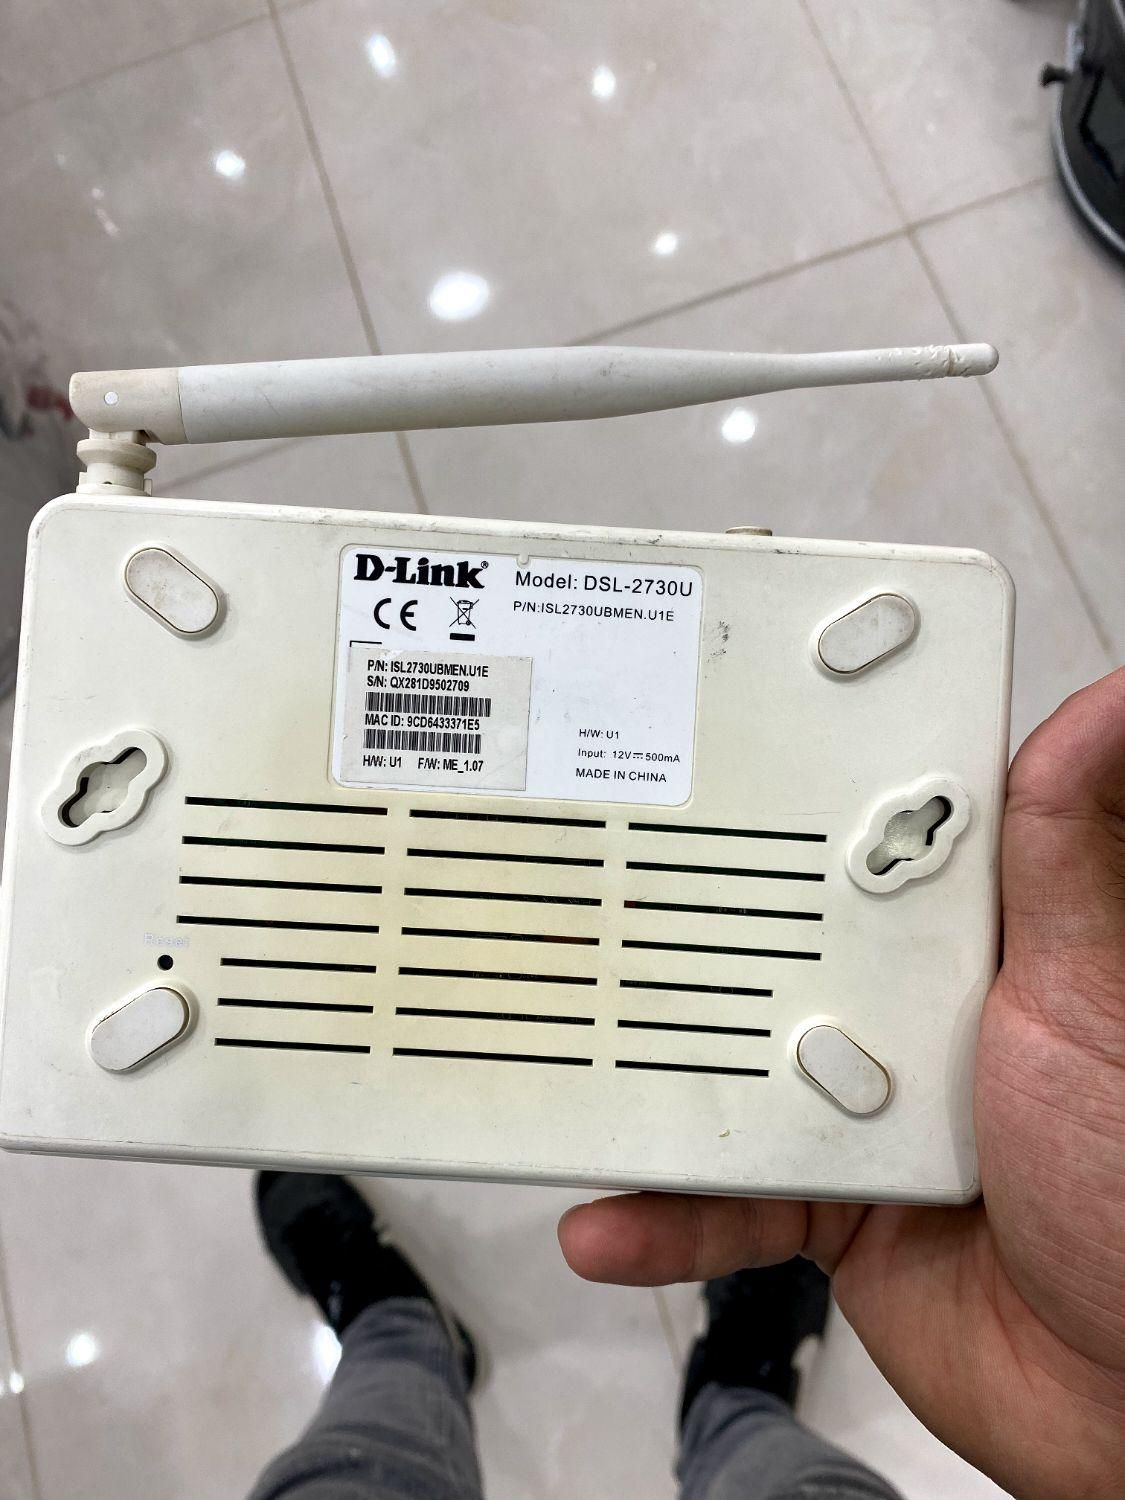 D-Link®
Model: DSL-2730U
P/N:ISL2730UBMEN.U1E
CE
P/N: ISL2730UBMEN.U1E
S/N: QX281D9502709
MAC ID: 9CD6433371E5
H/W: U1 F/W: ME_1.07
H/W: U1
Input: 12V⎓500mA
MADE IN CHINA
Reset